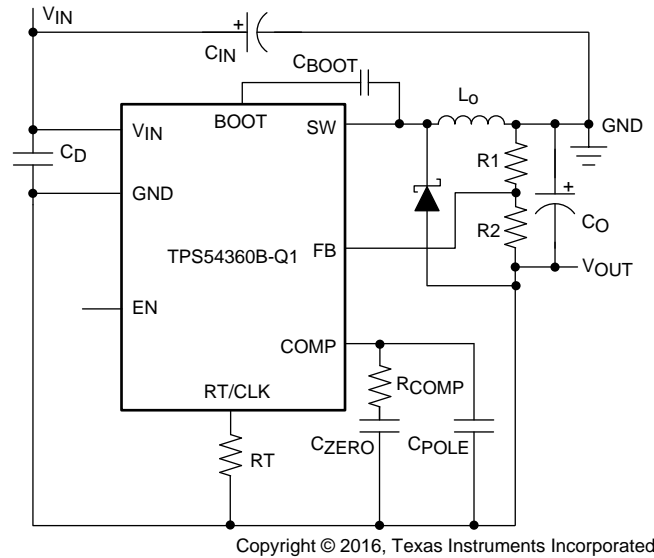 VIN
+
CIN
CBOOT
BOOT
SW
Lo
GND
VIN
CD
GND
R1
+
CO
R2
TPS54360B-Q1
FB
VOUT
EN
COMP
RCOMP
RT/CLK
CZERO
CPOLE
RT
Copyright © 2016, Texas Instruments Incorporated